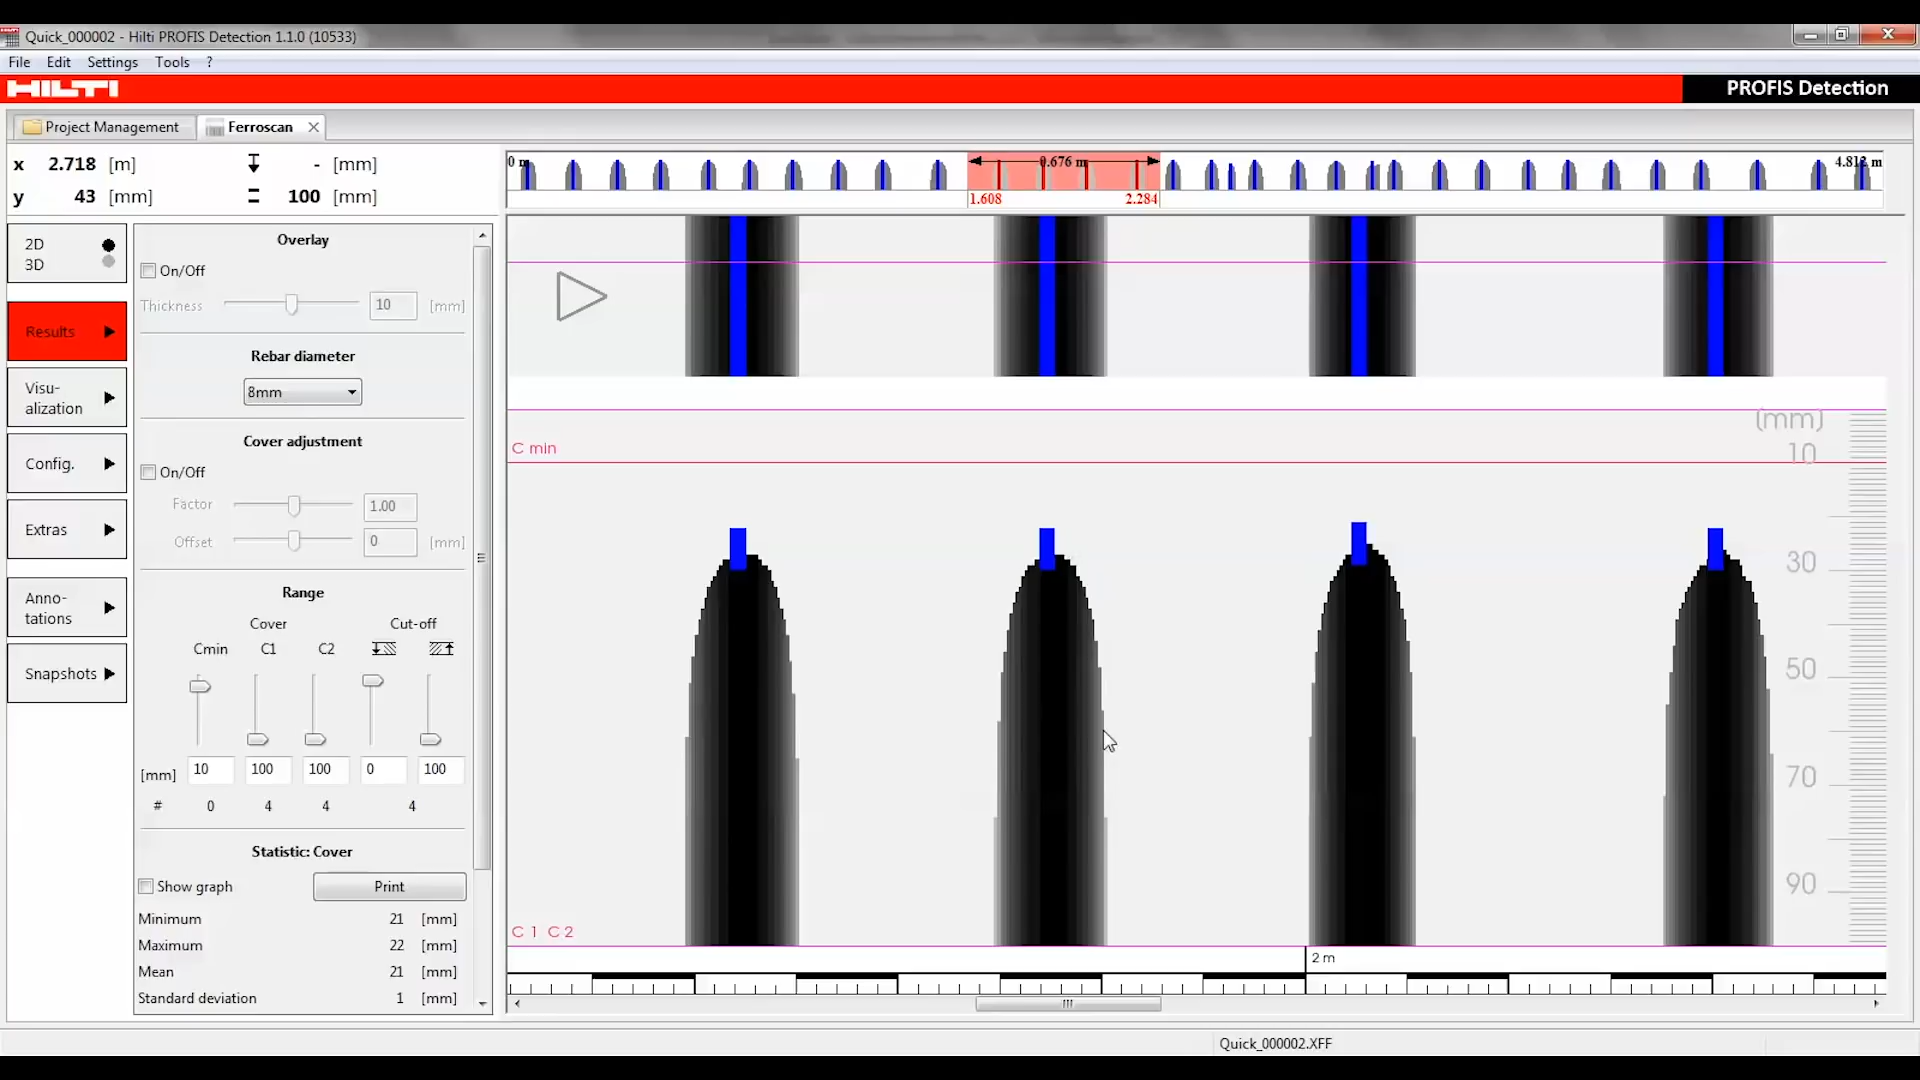 Quick_000002 - Hilti PROFIS Detection 1.1.0 (10533)
File Edit Settings Tools ?
HILTI PROFIS Detection
Project Management Ferroscan
x 2.718 [m] - [mm]
y 43 [mm] 100 [mm]
0 m 0.676 m 4.812 m
1.608 2.284
2D
3D
Results
Visu-
alization
Config.
Extras
Anno-
tations
Snapshots
Overlay
On/Off
Thickness 10 [mm]
Rebar diameter
8mm
Cover adjustment
On/Off
Factor 1.00
Offset 0 [mm]
Range
Cover Cut-off
Cmin C1 C2
[mm] 10 100 100 0 100
# 0 4 4 4
Statistic: Cover
Show graph Print
Minimum 21 [mm]
Maximum 22 [mm]
Mean 21 [mm]
Standard deviation 1 [mm]
(mm)
C min
10
30
50
70
90
C 1 C 2
2 m
Quick_000002.XFF